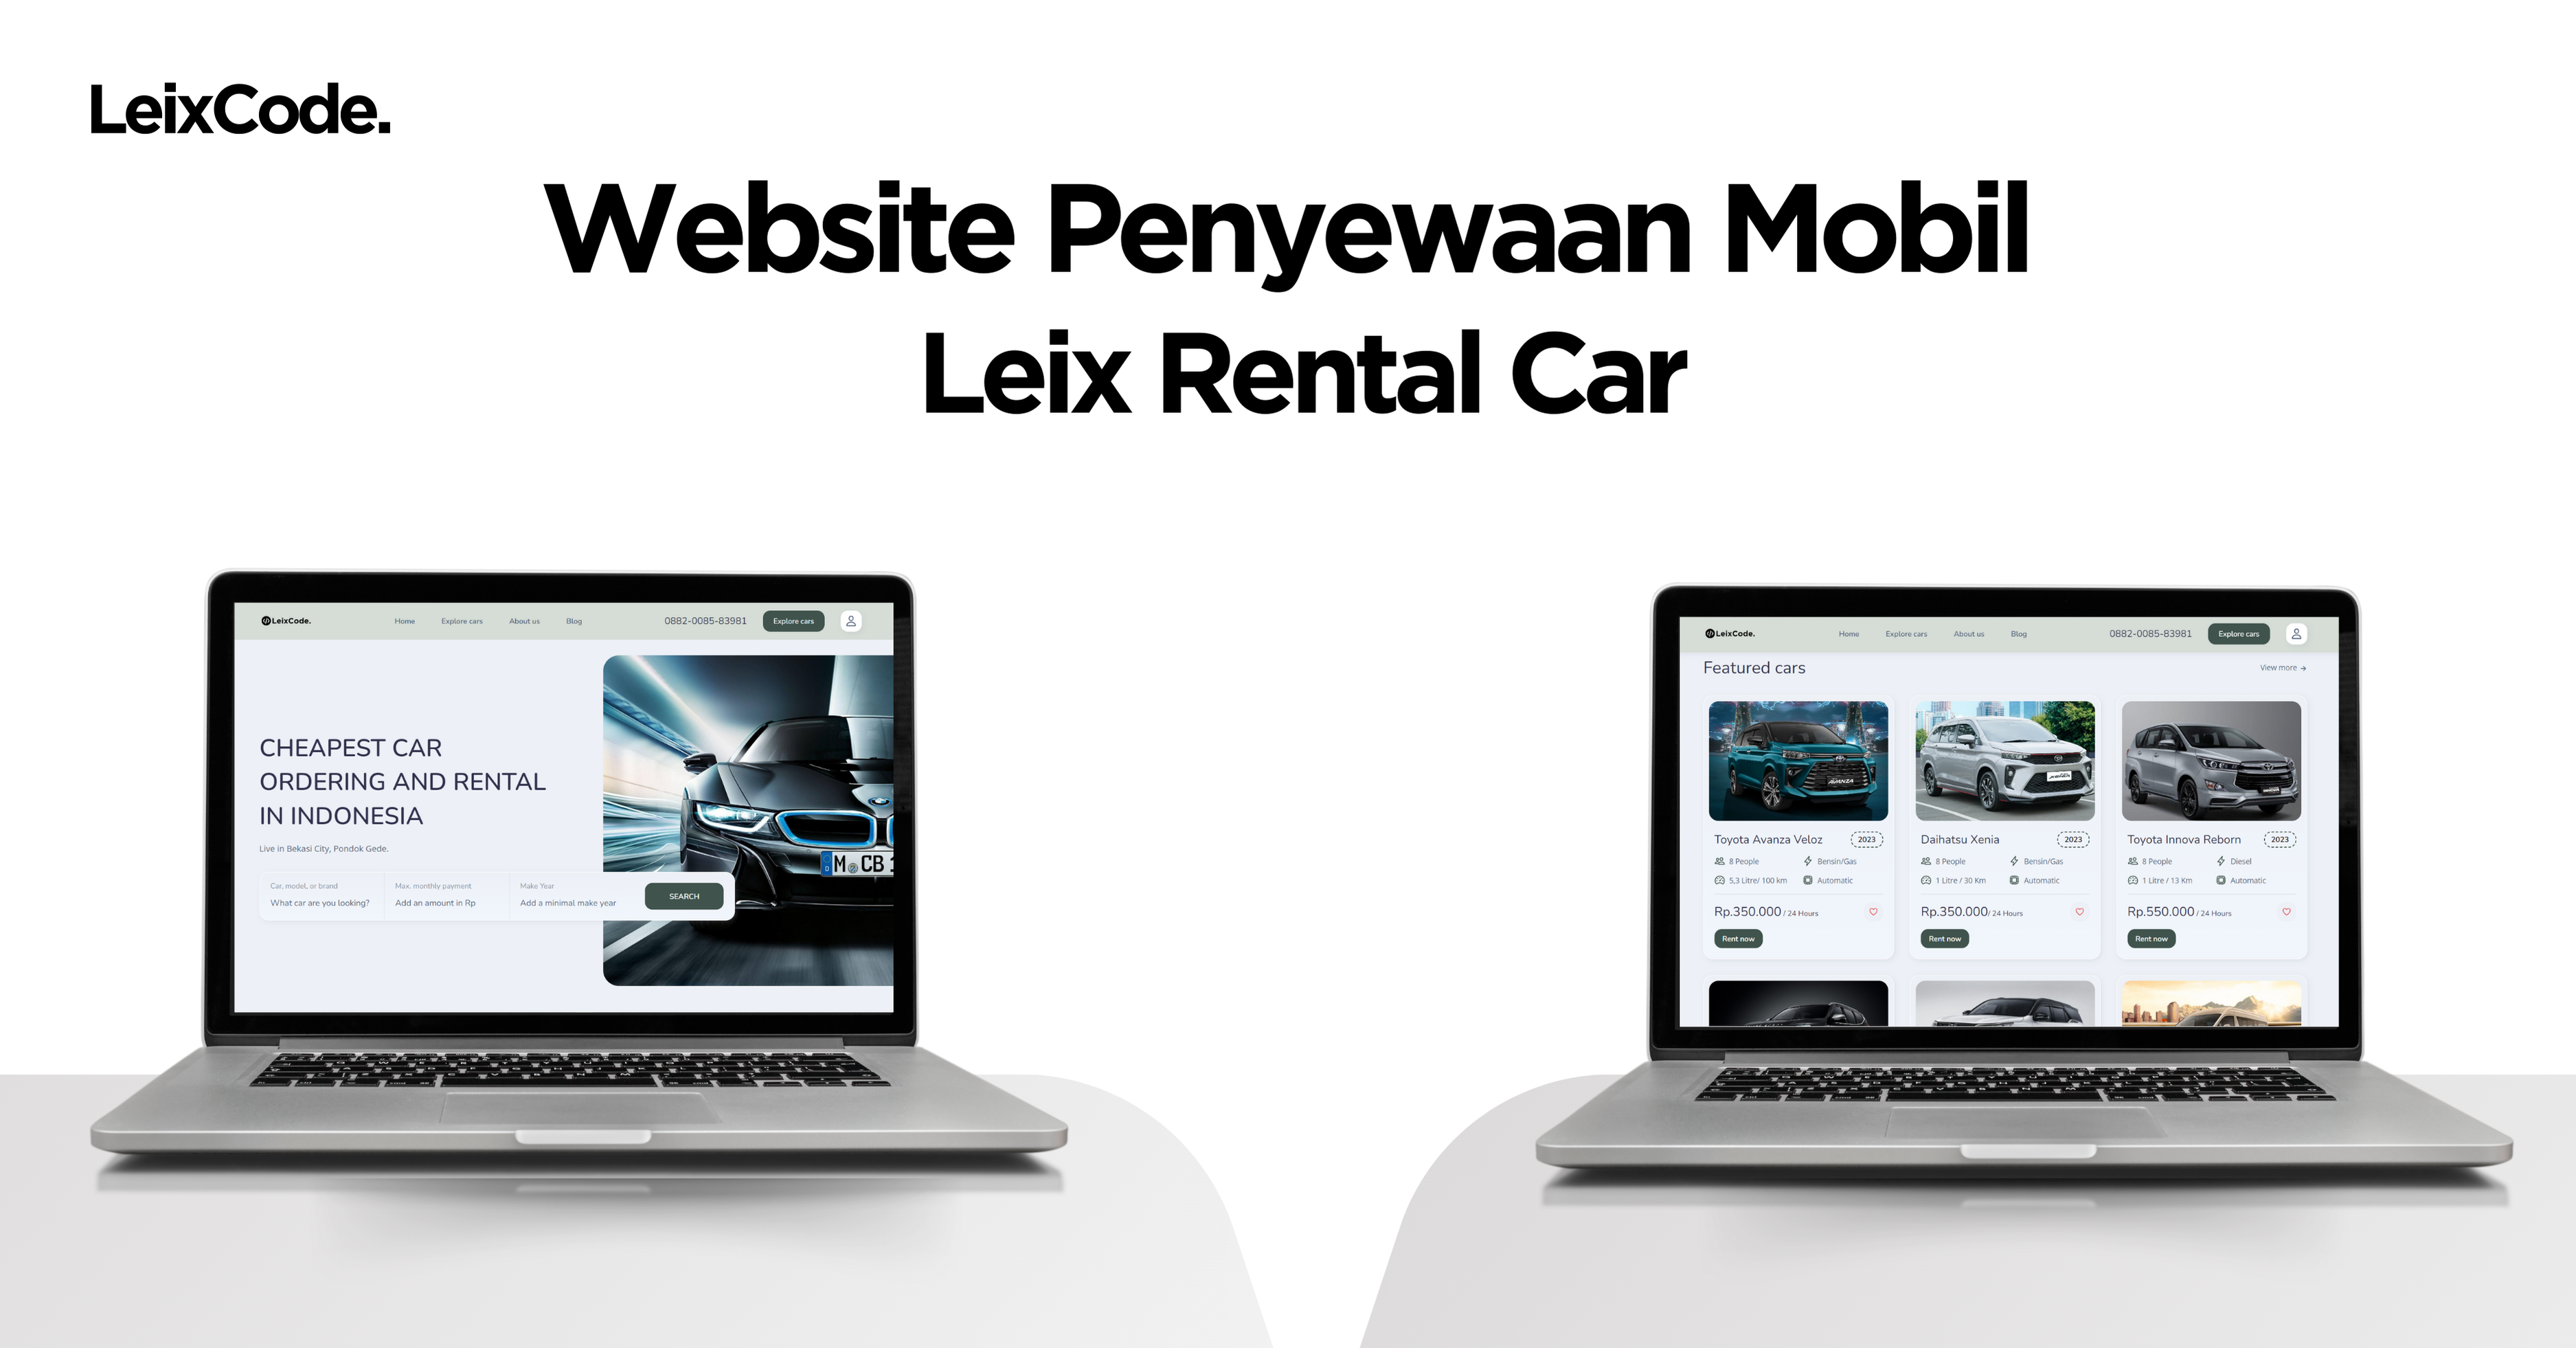 LeixCode.
Website Penyewaan Mobil
Leix Rental Car
LeixCode.
Home Explore cars About us Blog 0882-0085-83981 Explore cars
CHEAPEST CAR
ORDERING AND RENTAL
IN INDONESIA
Live in Bekasi City, Pondok Gede.
Car, model, or brand Max. monthly payment Make Year
What car are you looking? Add an amount in Rp Add a minimal make year SEARCH
LeixCode.
Home Explore cars About us Blog 0882-0085-83981 Explore cars
Featured cars View more →
AVANZA
Toyota Avanza Veloz 2023
8 People Bensin/Gas
5,3 Litre/ 100 km Automatic
Rp.350.000 / 24 Hours
Rent now
Daihatsu Xenia 2023
8 People Bensin/Gas
1 Litre / 30 Km Automatic
Rp.350.000/ 24 Hours
Rent now
Toyota Innova Reborn 2023
8 People Diesel
1 Litre / 13 Km Automatic
Rp.550.000 / 24 Hours
Rent now